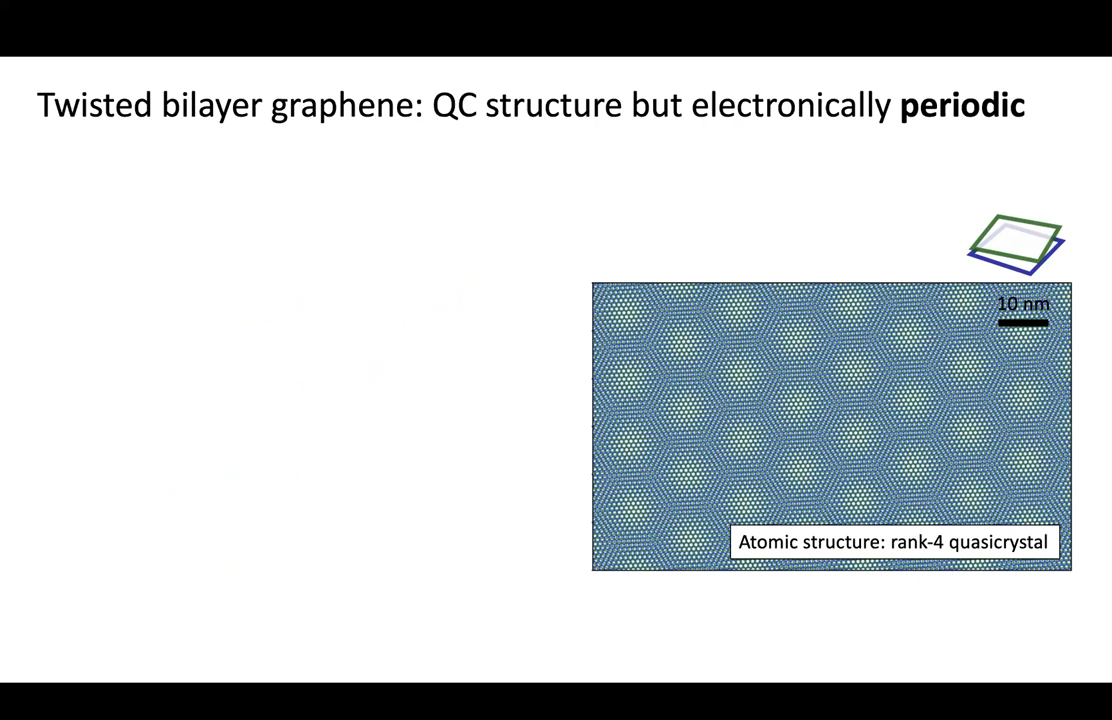 Twisted bilayer graphene: QC structure but electronically periodic
10 nm
Atomic structure: rank-4 quasicrystal